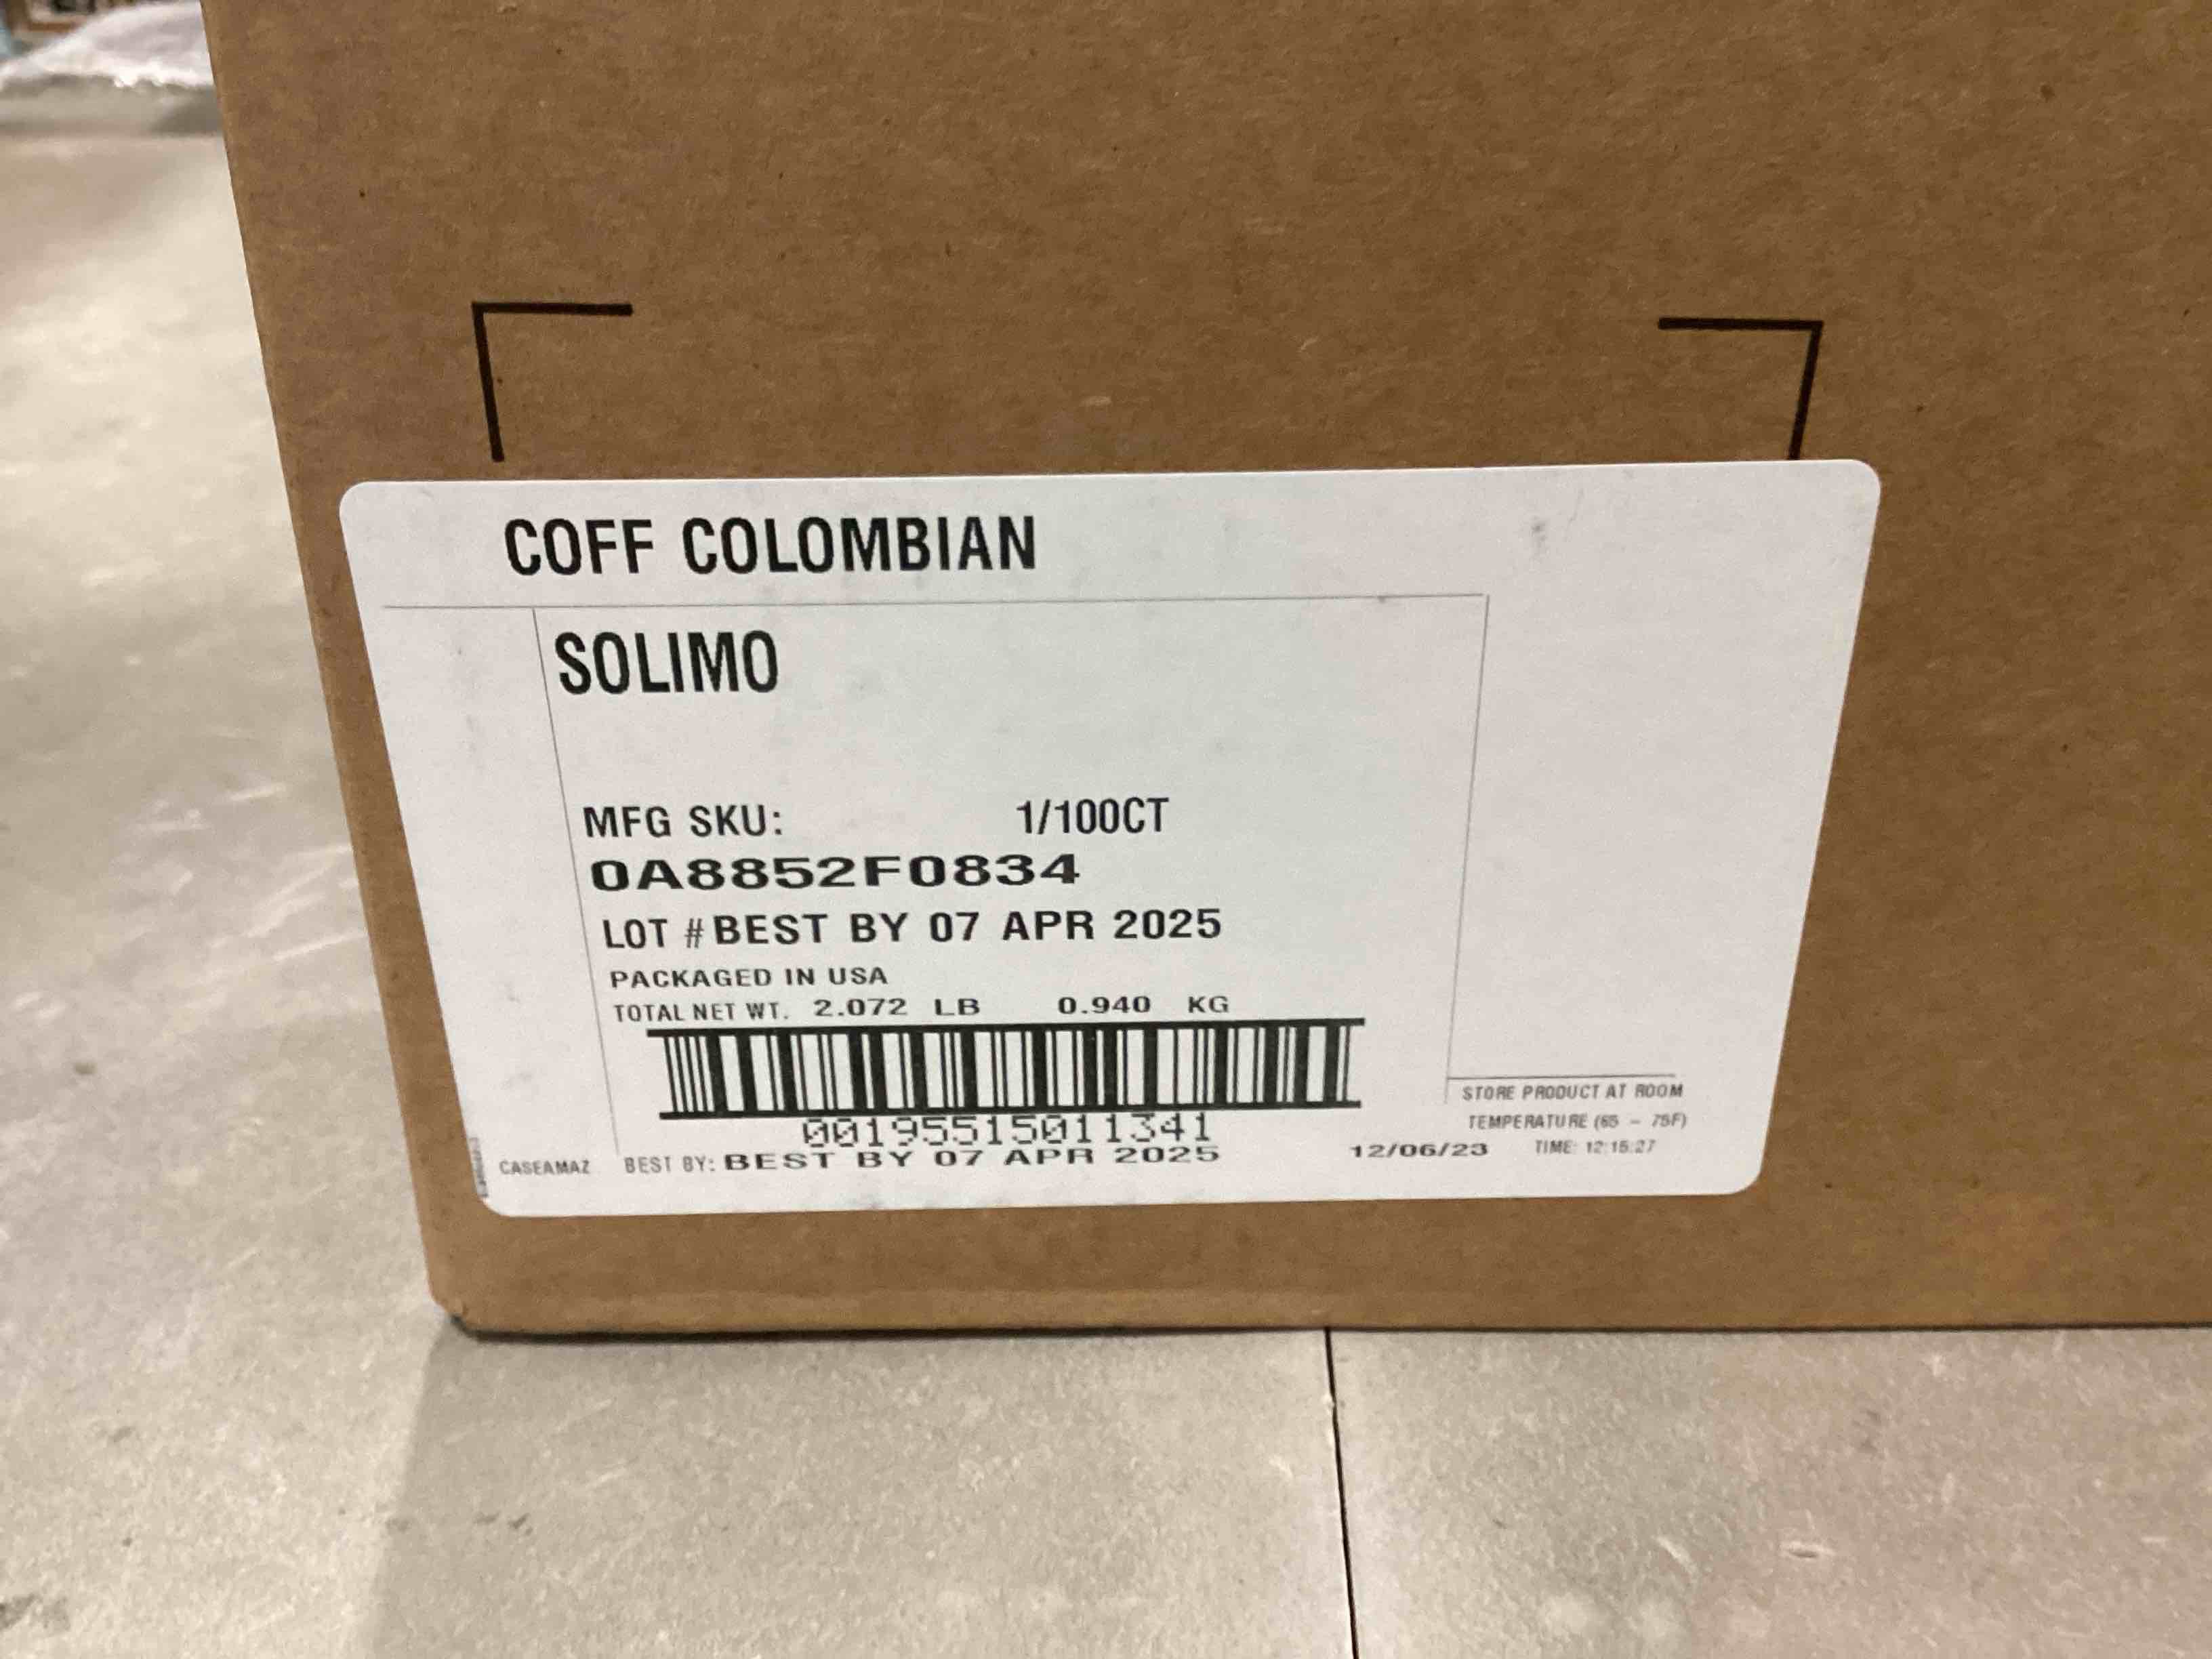 COFF COLOMBIAN
SOLIMO
MFG SKU: 1/100CT
0A8852F0834
LOT # BEST BY 07 APR 2025
PACKAGED IN USA
TOTAL NET WT. 2.072 LB 0.940 KG
00195515011341
STORE PRODUCT AT ROOM
TEMPERATURE (65 - 75F)
CASEAMAZ BEST BY: BEST BY 07 APR 2025 12/06/23 TIME: 12:15:27